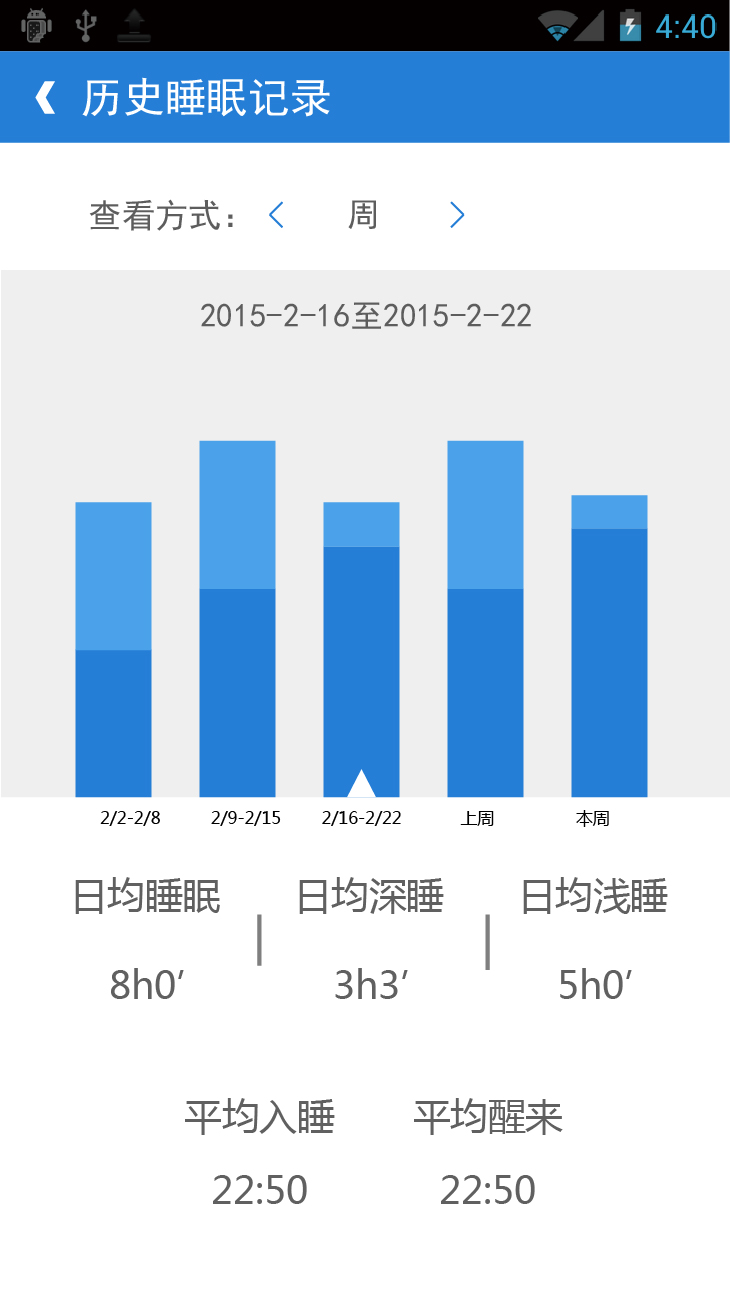 4:40
历史睡眠记录
查看方式： 周
2015-2-16至2015-2-22
2/2-2/8 2/9-2/15 2/16-2/22 上周 本周
日均睡眠 日均深睡 日均浅睡
8h0′ 3h3′ 5h0′
平均入睡 平均醒来
22:50 22:50